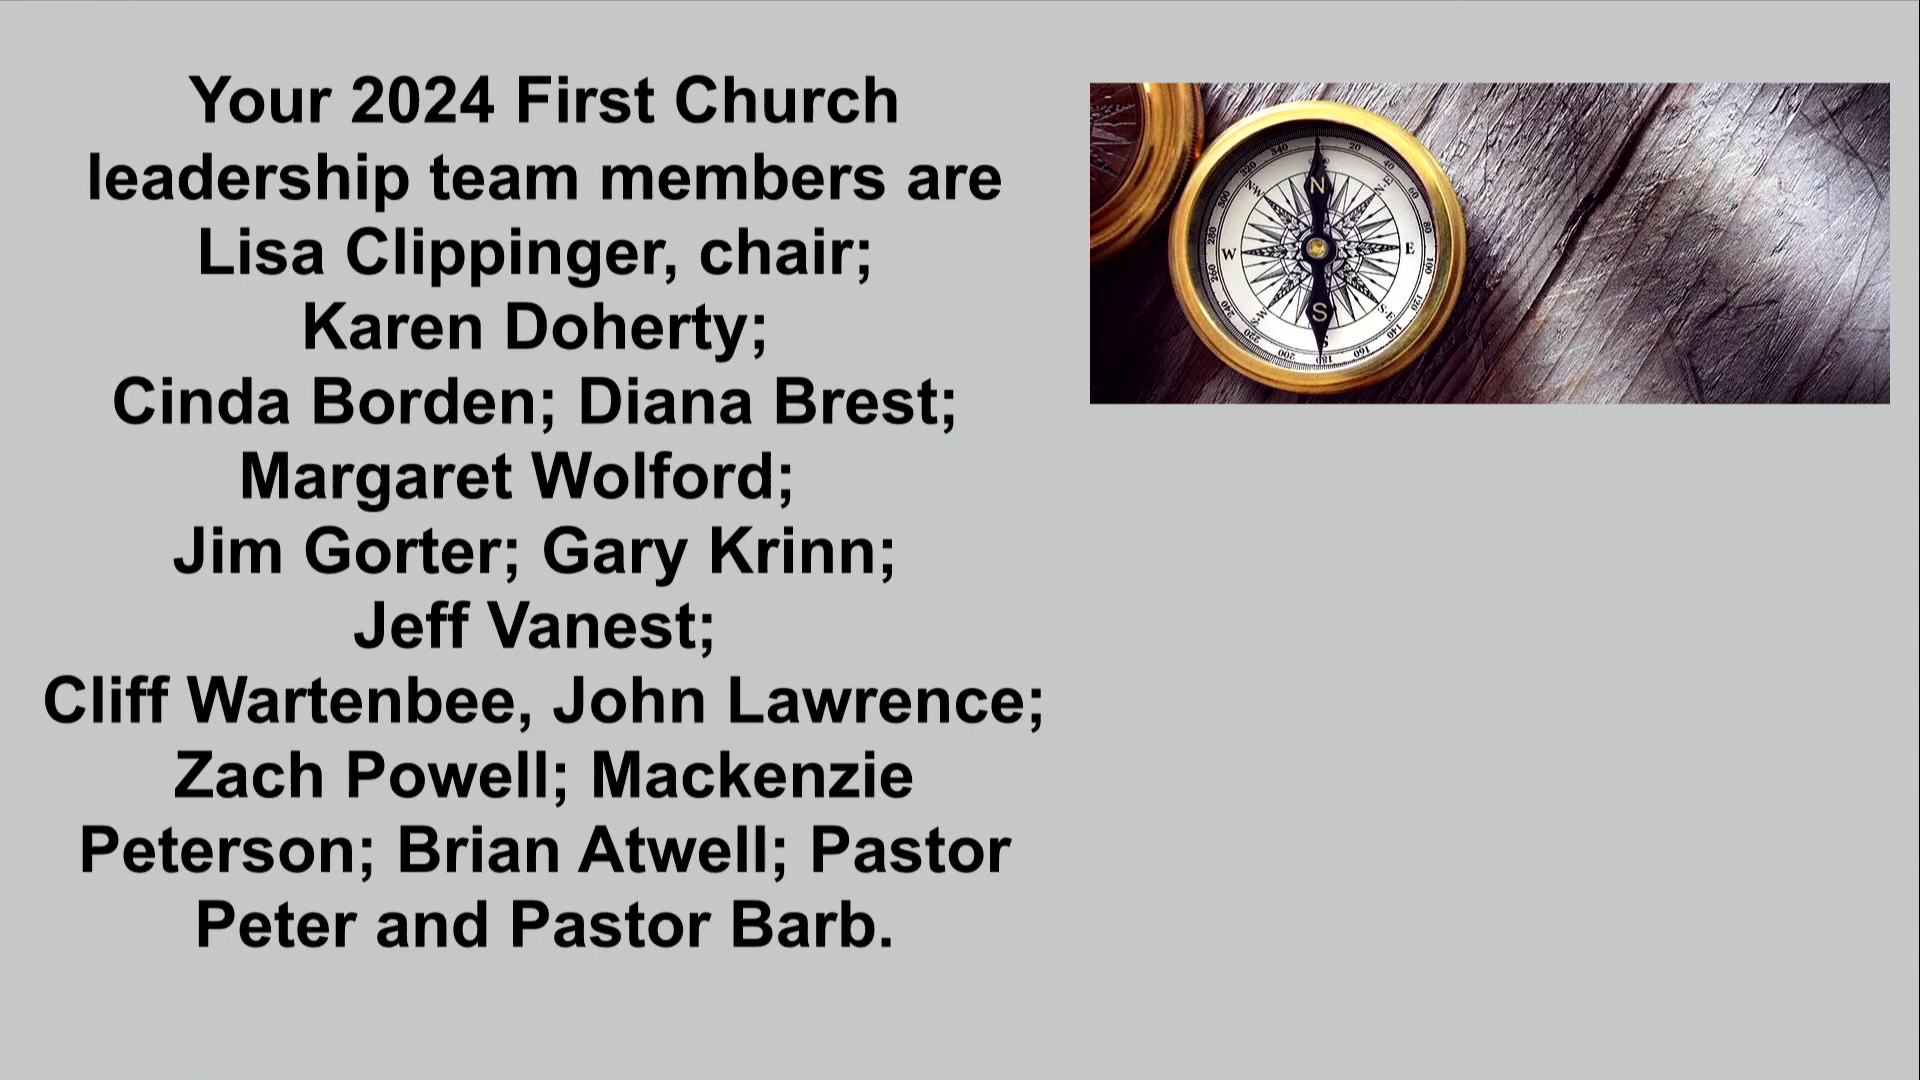 Your 2024 First Church
leadership team members are
Lisa Clippinger, chair;
Karen Doherty;
Cinda Borden; Diana Brest;
Margaret Wolford;
Jim Gorter; Gary Krinn;
Jeff Vanest;
Cliff Wartenbee, John Lawrence;
Zach Powell; Mackenzie
Peterson; Brian Atwell; Pastor
Peter and Pastor Barb.
N
W
E
S